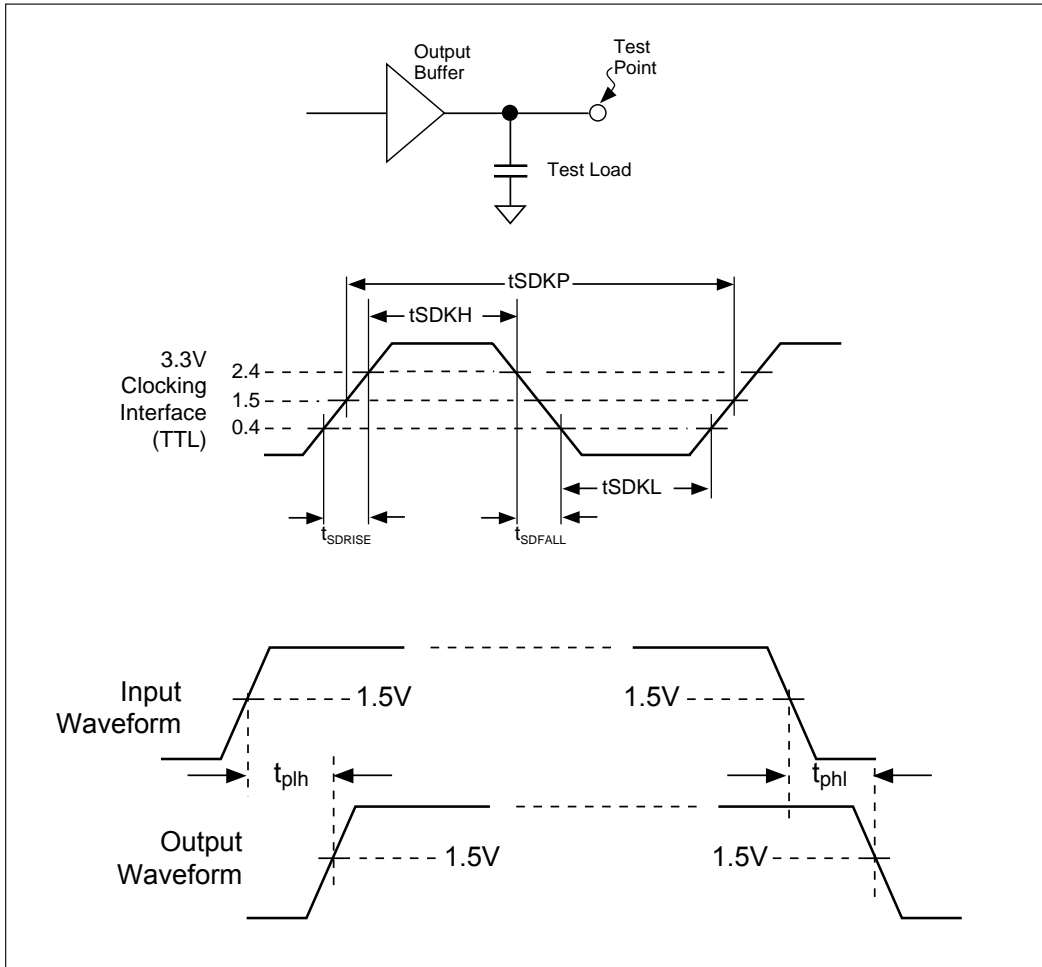 Output
Buffer
Test
Point
Test Load
tSDKP
tSDKH
3.3V
Clocking
Interface
(TTL)
2.4
1.5
0.4
tSDKL
tSDRISE
tSDFALL
Input
Waveform
1.5V
1.5V
tplh
tphl
Output
Waveform
1.5V
1.5V